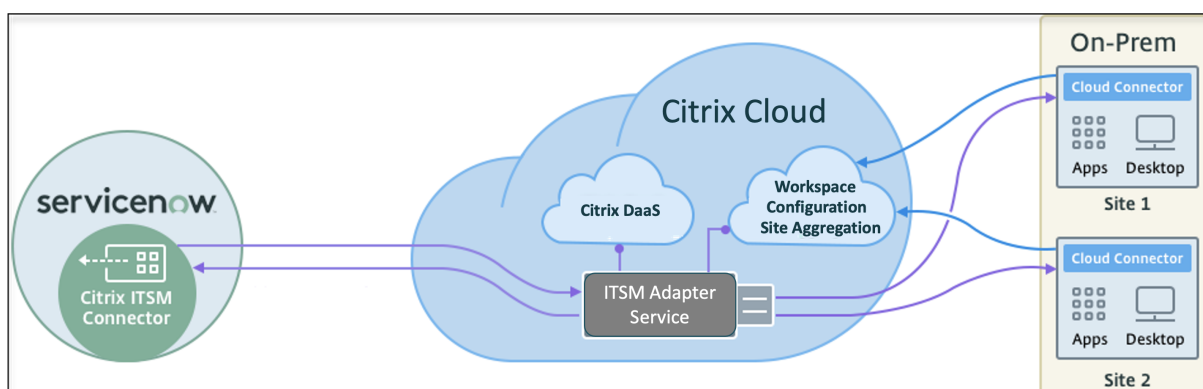 servicenow
Citrix ITSM
Connector
Citrix Cloud
Citrix DaaS
Workspace
Configuration
Site Aggregation
ITSM Adapter
Service
On-Prem
Cloud Connector
Apps Desktop
Site 1
Cloud Connector
Apps Desktop
Site 2